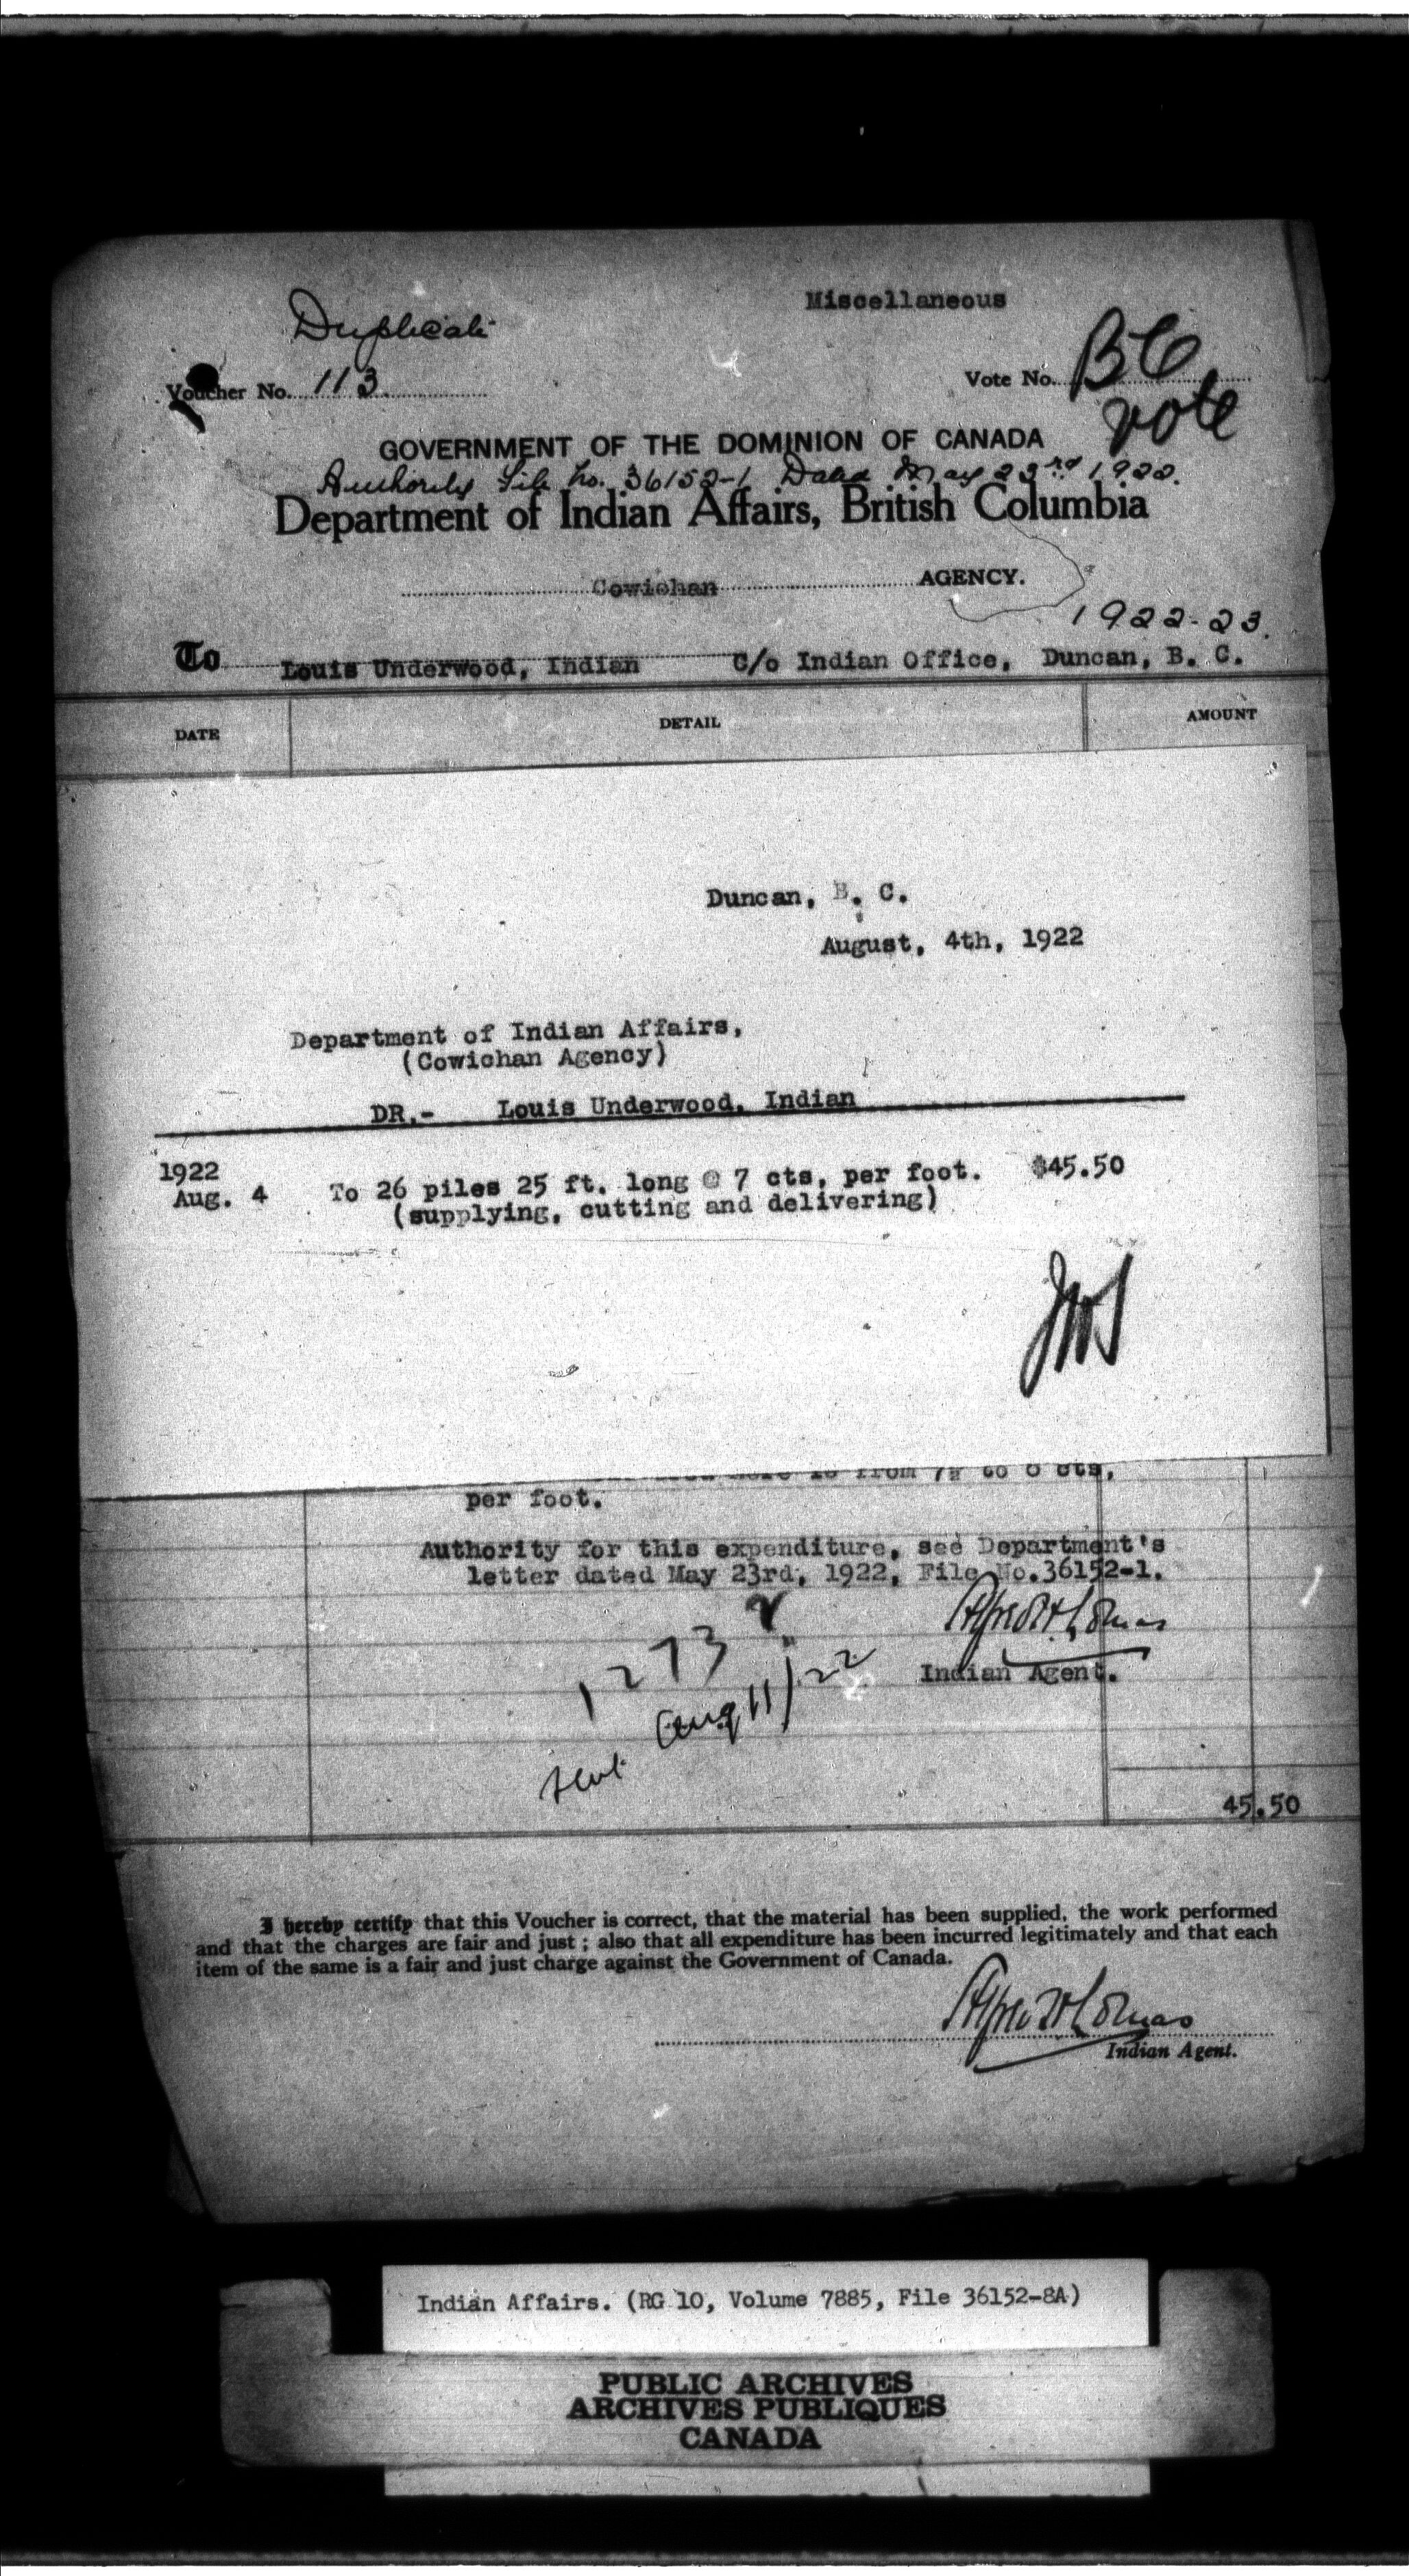 Miscellaneous
Duplicate
Voucher No. 113.
Vote No. BC
vote
GOVERNMENT OF THE DOMINION OF CANADA
Authority File No. 36152-1 Dated May 23rd 1922.
Department of Indian Affairs, British Columbia
Cowichan AGENCY.
1922-23.
To Louis Underwood, Indian C/o Indian Office, Duncan, B. C.
DATE DETAIL AMOUNT
Duncan, B. C.
August, 4th, 1922
Department of Indian Affairs,
(Cowichan Agency)
DR.- Louis Underwood, Indian
1922
Aug. 4 To 26 piles 25 ft. long @ 7 cts, per foot. $45.50
(supplying, cutting and delivering)
is from 7½ to 8 cts,
per foot.
Authority for this expenditure, see Department's
letter dated May 23rd, 1922, File No.36152-1.
1273
Aug 11/22
sent
Indian Agent.
45.50
I hereby certify that this Voucher is correct, that the material has been supplied, the work performed
and that the charges are fair and just ; also that all expenditure has been incurred legitimately and that each
item of the same is a fair and just charge against the Government of Canada.
Indian Agent.
Indian Affairs. (RG 10, Volume 7885, File 36152-8A)
PUBLIC ARCHIVES
ARCHIVES PUBLIQUES
CANADA